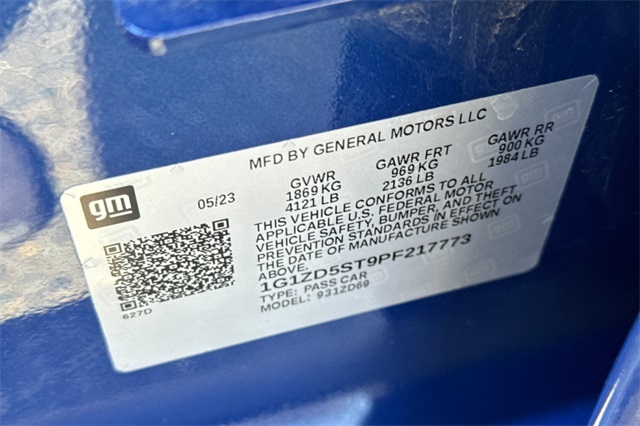 MFD BY GENERAL MOTORS LLC
gm
05/23
GVWR
1869 KG
4121 LB
GAWR FRT
969 KG
2136 LB
GAWR RR
900 KG
1984 LB
THIS VEHICLE CONFORMS TO ALL
APPLICABLE U.S. FEDERAL MOTOR
VEHICLE SAFETY, BUMPER, AND THEFT
PREVENTION STANDARDS IN EFFECT ON
THE DATE OF MANUFACTURE SHOWN
ABOVE.
1G1ZD5ST9PF217773
TYPE: PASS CAR
MODEL: 931ZD69
627D